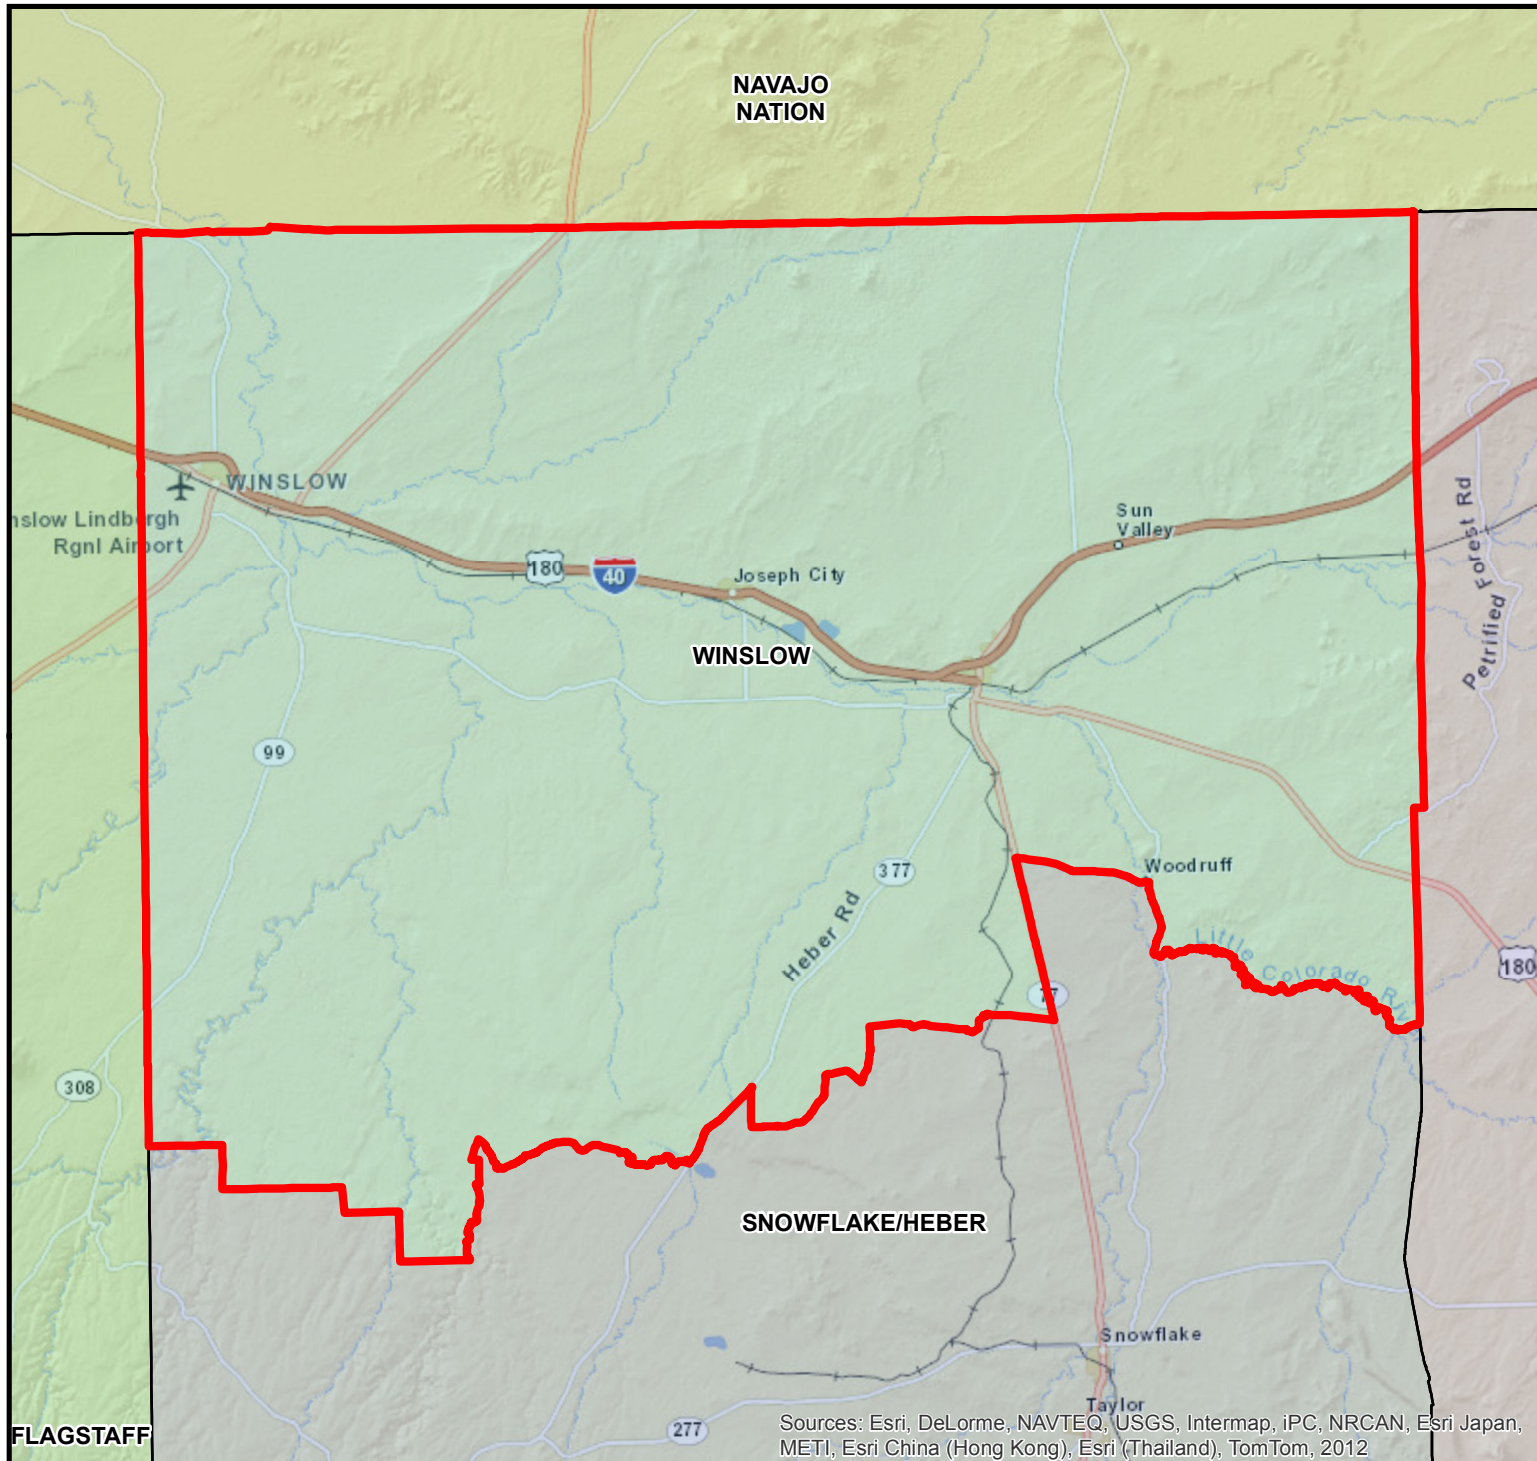 NAVAJO
NATION
WINSLOW
nslow Lindbergh
Rgnl Airport
Sun
Valley
180
40
Joseph City
Petrified Forest Rd
WINSLOW
99
377
Woodruff
Heber Rd
Little Colorado Riv
180
77
308
SNOWFLAKE/HEBER
Snowflake
Taylor
277
FLAGSTAFF
Sources: Esri, DeLorme, NAVTEQ, USGS, Intermap, iPC, NRCAN, Esri Japan,
METI, Esri China (Hong Kong), Esri (Thailand), TomTom, 2012